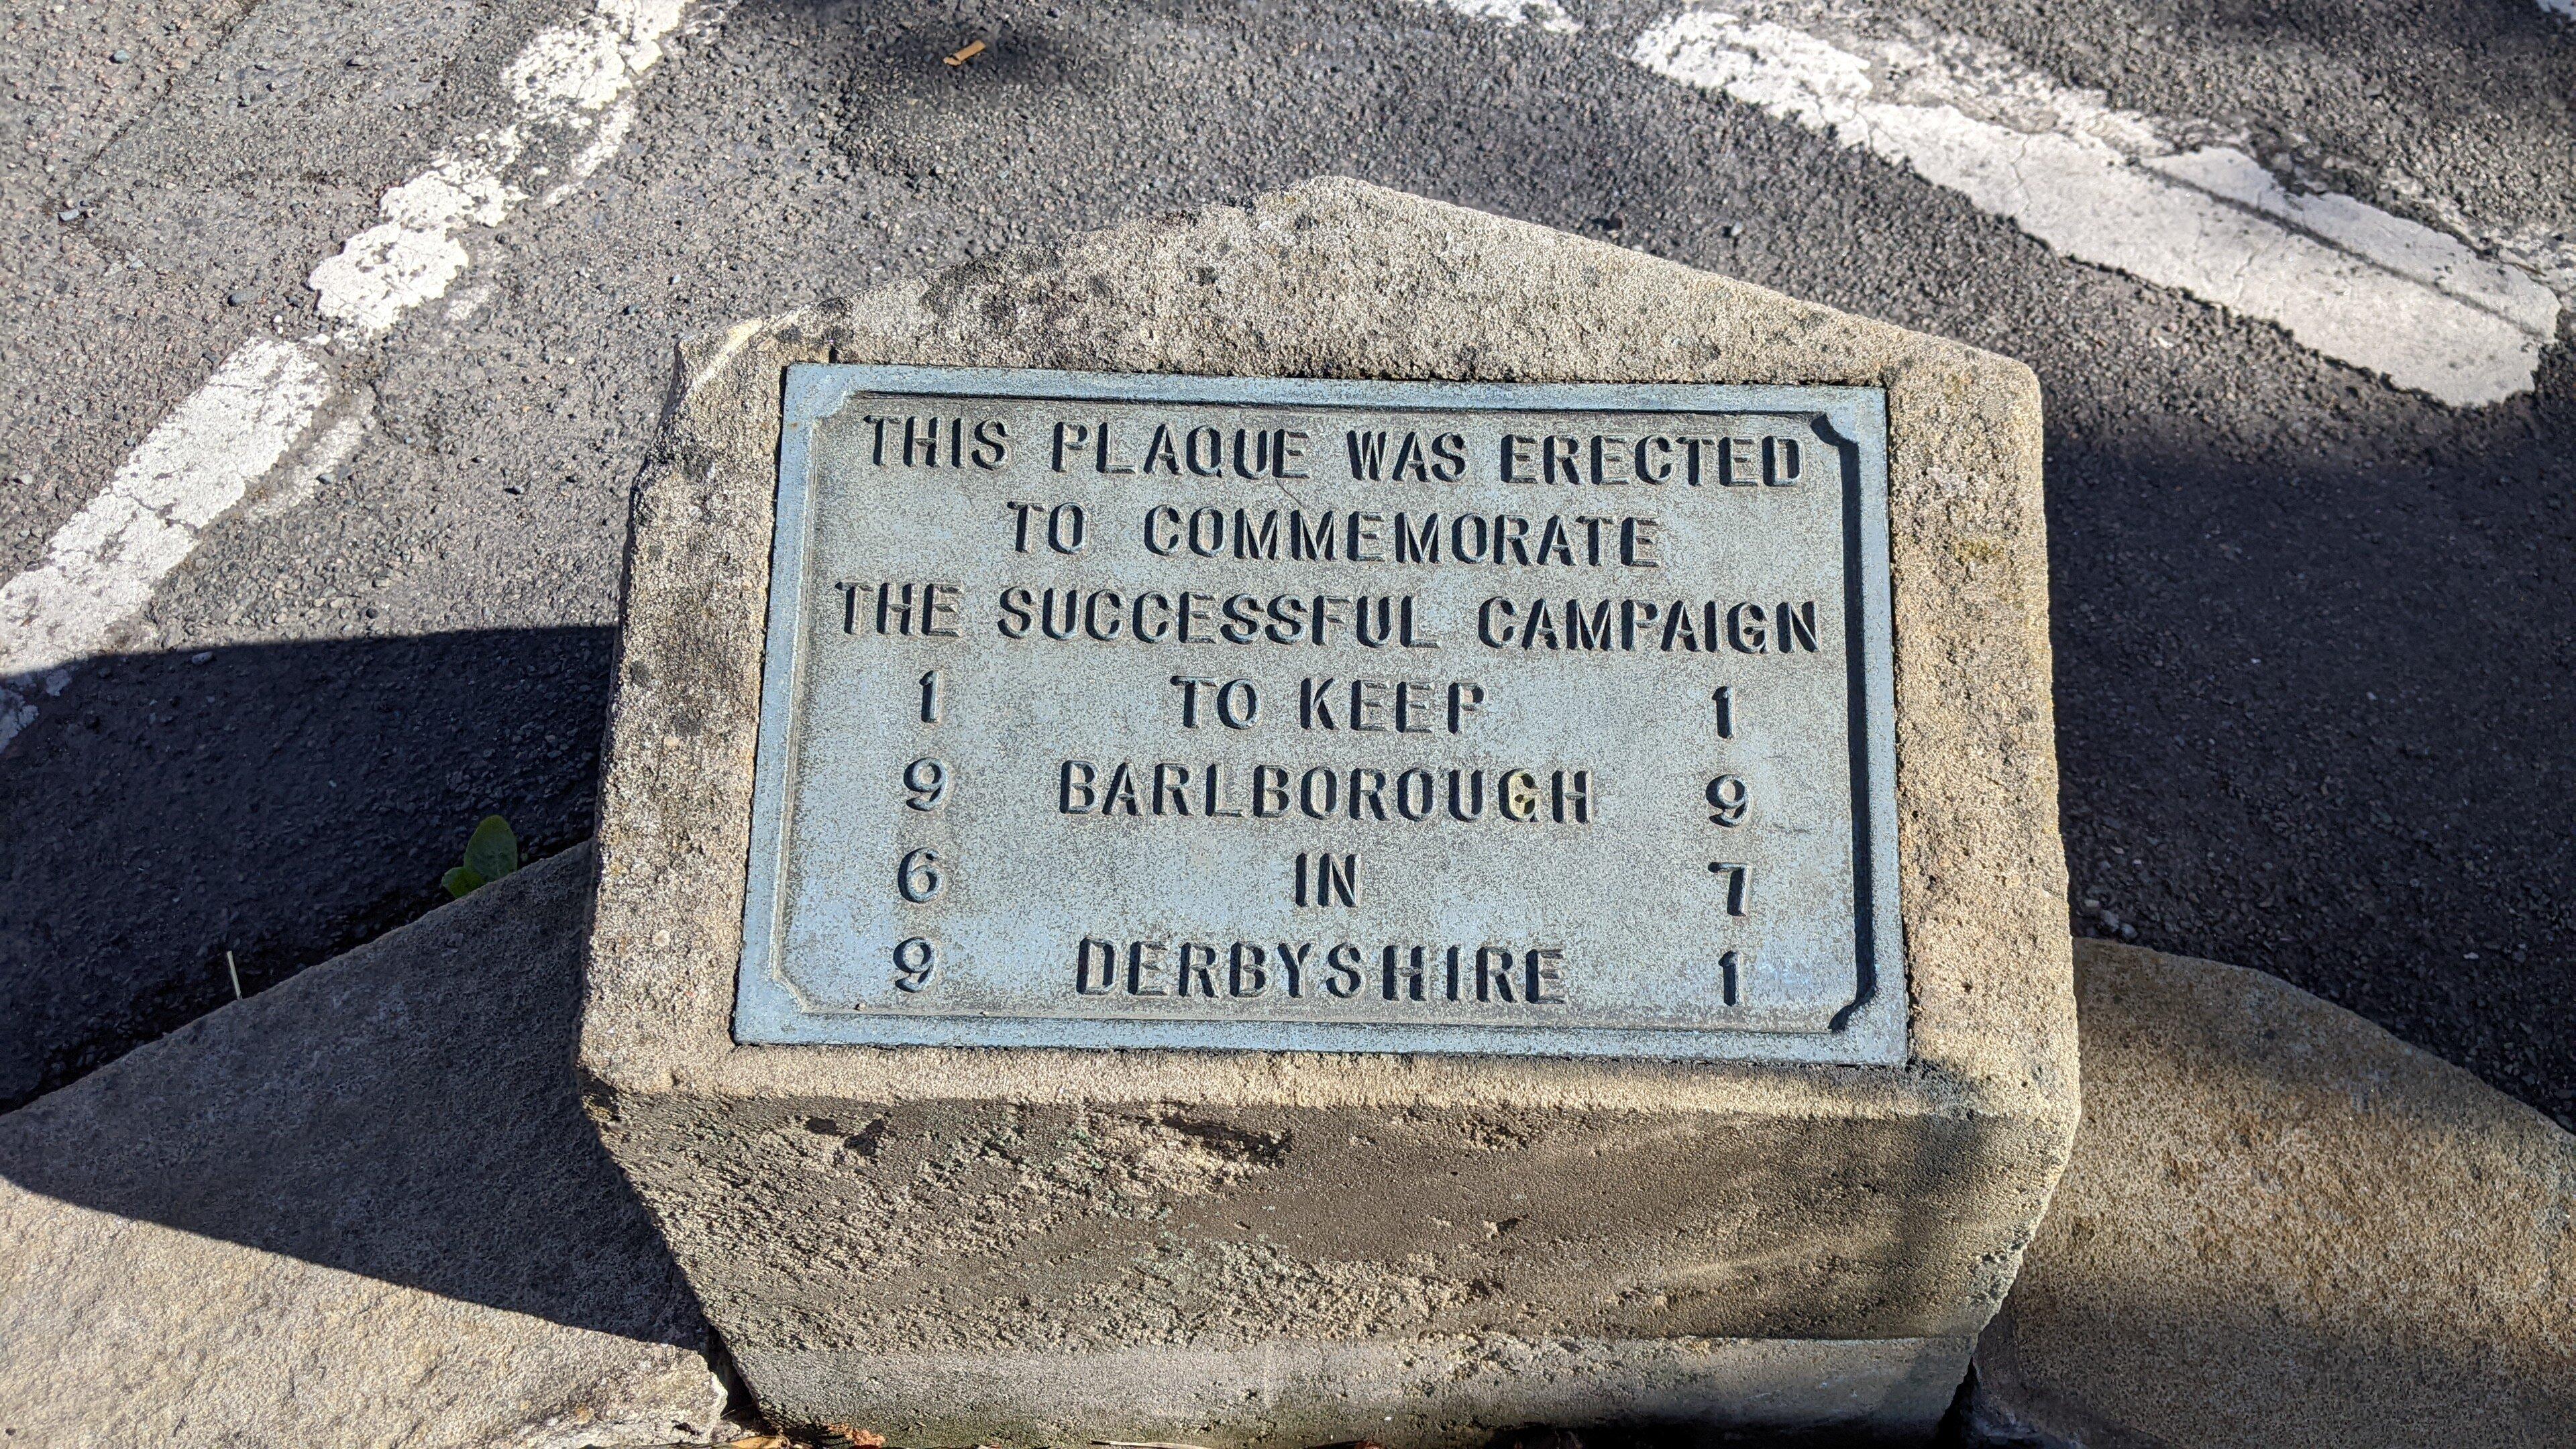 THIS PLAQUE WAS ERECTED
TO COMMEMORATE
THE SUCCESSFUL CAMPAIGN
1 TO KEEP 1
9 BARLBOROUGH 9
6 IN 7
9 DERBYSHIRE 1